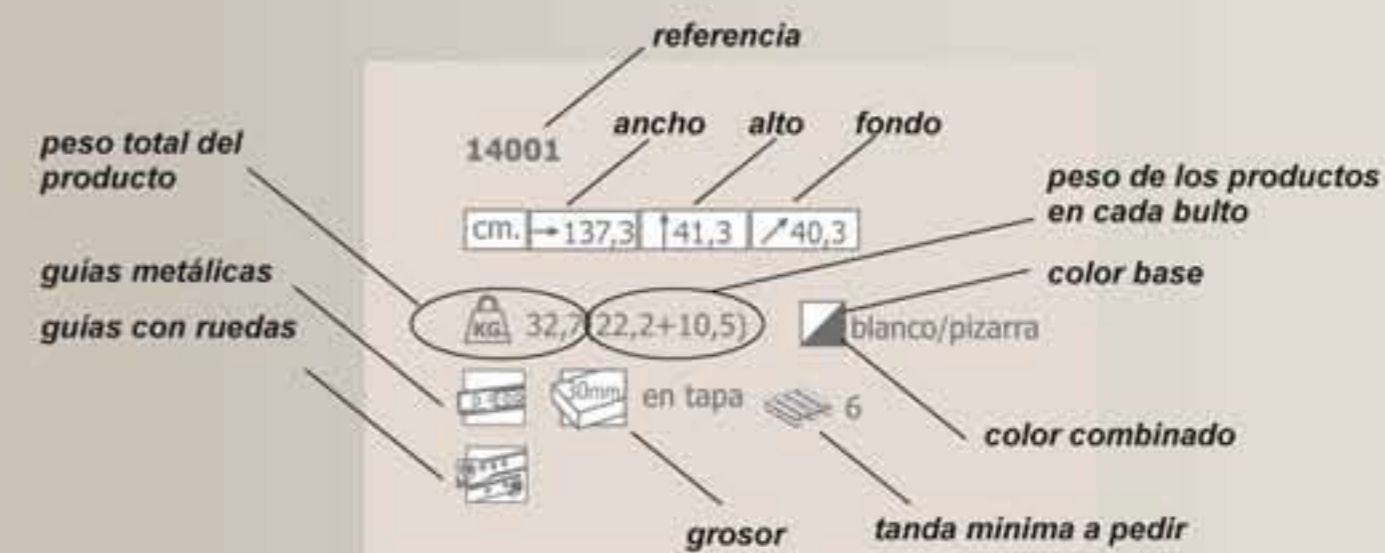 referencia
ancho alto fondo
14001
peso total del
producto
peso de los productos
en cada bulto
cm. 137,3 41,3 40,3
guias metálicas
color base
guias con ruedas
KG 32,7(22,2+10,5) blanco/pizarra
30mm en tapa 6
color combinado
grosor
tanda minima a pedir